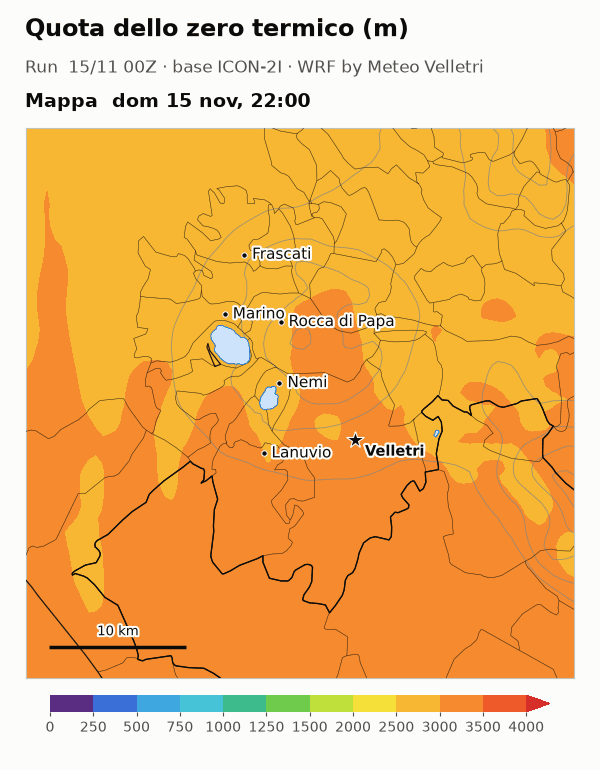 Quota dello zero termico (m)
Run  15/11 00Z · base ICON-2I · WRF by Meteo Velletri
Mappa  dom 15 nov, 22:00
Frascati
Marino
Rocca di Papa
Nemi
Velletri
Lanuvio
10 km
0 250 500 750 1000 1250 1500 2000 2500 3000 3500 4000